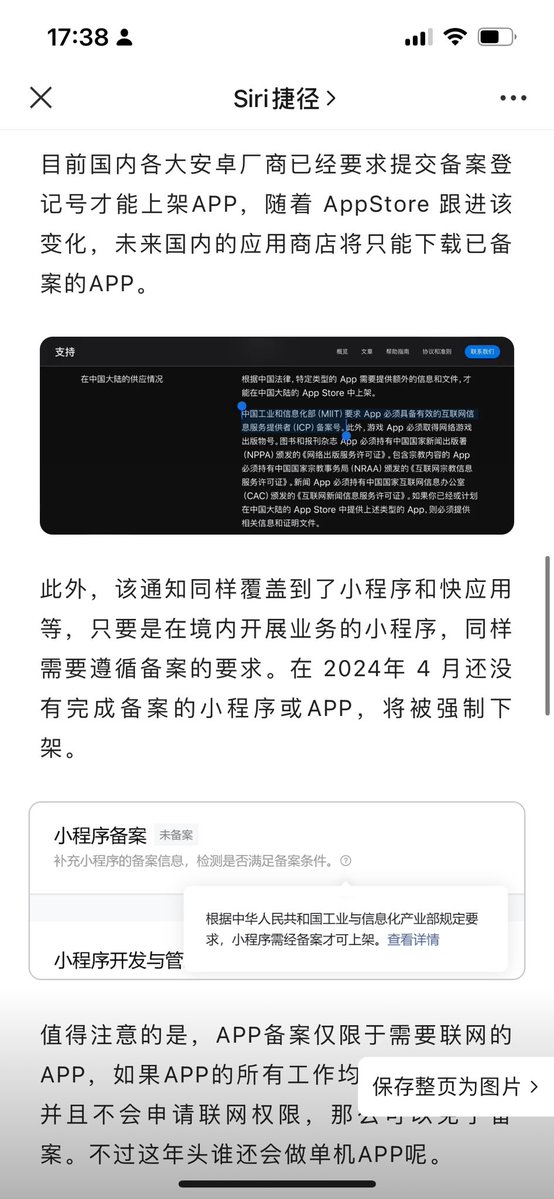 17:38
Siri捷径
目前国内各大安卓厂商已经要求提交备案登
记号才能上架APP，随着 AppStore 跟进该
变化，未来国内的应用商店将只能下载已备
案的APP。
支持
概览 文章 帮助指南 协议和准则 联系我们
在中国大陆的供应情况
根据中国法律，特定类型的 App 需要提供额外的信息和文件，才
能在中国大陆的 App Store 中上架。
中国工业和信息化部 (MIIT) 要求 App 必须具备有效的互联网信
息服务提供者 (ICP) 备案号。此外，游戏 App 必须取得网络游戏
出版物号。图书和报刊杂志 App 必须持有中国国家新闻出版署
(NPPA) 颁发的《网络出版服务许可证》。包含宗教内容的 App
必须持有中国国家宗教事务局 (NRAA) 颁发的《互联网宗教信息
服务许可证》。新闻 App 必须持有中国国家互联网信息办公室
(CAC) 颁发的《互联网新闻信息服务许可证》。如果你已经或计划
在中国大陆的 App Store 中提供上述类型的 App，则必须提供
相关信息和证明文件。
此外，该通知同样覆盖到了小程序和快应用
等，只要是在境内开展业务的小程序，同样
需要遵循备案的要求。在 2024年 4 月还没
有完成备案的小程序或APP，将被强制下
架。
小程序备案 未备案
补充小程序的备案信息，检测是否满足备案条件。
根据中华人民共和国工业与信息化产业部规定要
求，小程序需经备案才可上架。查看详情
小程序开发与管
值得注意的是，APP备案仅限于需要联网的
APP，如果APP的所有工作均
保存整页为图片
并且不会申请联网权限，那么可以免于备
案。不过这年头谁还会做单机APP呢。